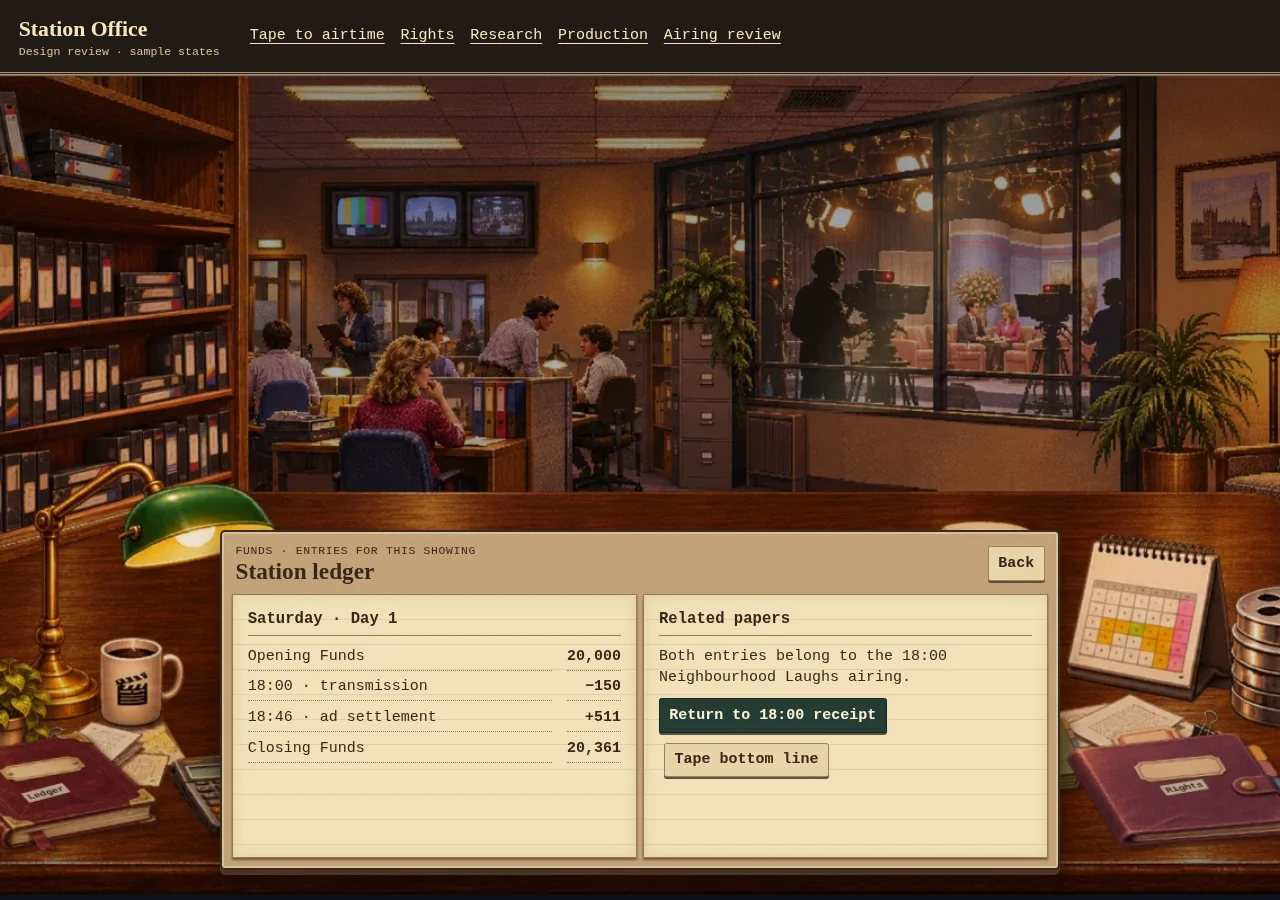 Station Office
Design review · sample states
Tape to airtime Rights Research Production Airing review
FUNDS · ENTRIES FOR THIS SHOWING
Station ledger
Back
Saturday · Day 1
Opening Funds 20,000
18:00 · transmission −150
18:46 · ad settlement +511
Closing Funds 20,361
Related papers
Both entries belong to the 18:00
Neighbourhood Laughs airing.
Return to 18:00 receipt
Tape bottom line
Ledger
Rights